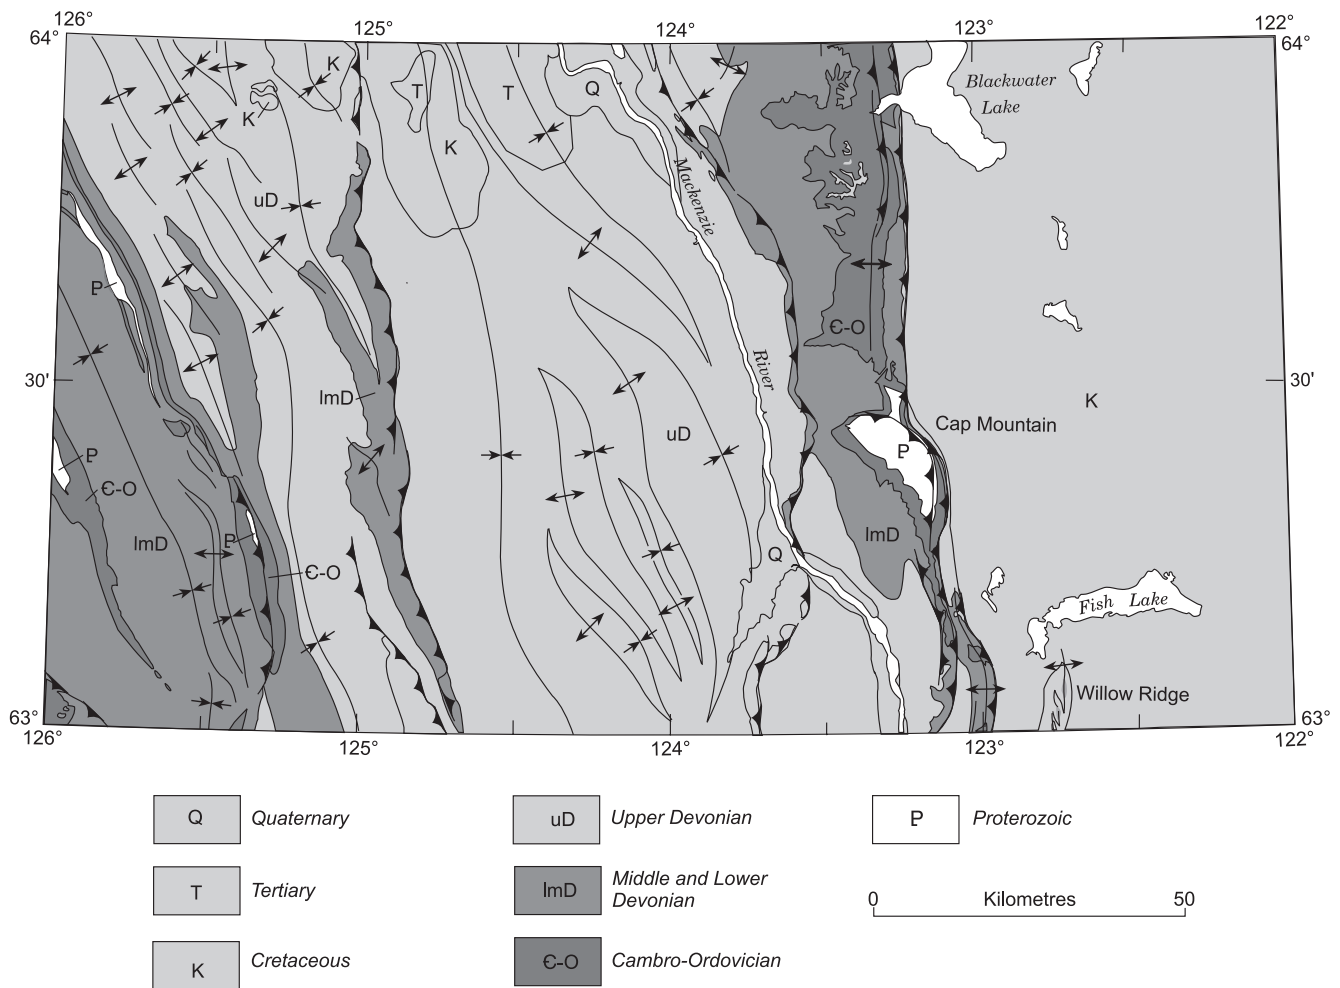 126° 125° 124° 123° 122°
64° 64°
K
Blackwater
Lake
T T Q
K
K
Mackenzie
uD
P
Є-O
River
30' 30'
lmD K
Cap Mountain
uD
P P
Є-O
lmD P lmD
Q
Є-O
Fish Lake
Willow Ridge
63° 63°
126° 125° 124° 123° 122°
Q Quaternary
uD Upper Devonian
P Proterozoic
T Tertiary
lmD Middle and Lower
Devonian
0 Kilometres 50
K Cretaceous
Є-O Cambro-Ordovician